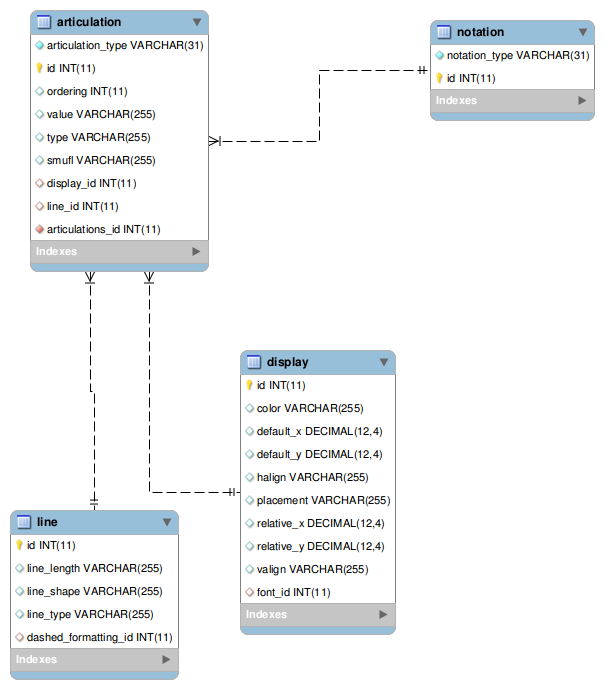 articulation
articulation_type VARCHAR(31)
id INT(11)
ordering INT(11)
value VARCHAR(255)
type VARCHAR(255)
smufl VARCHAR(255)
display_id INT(11)
line_id INT(11)
articulations_id INT(11)
Indexes
notation
notation_type VARCHAR(31)
id INT(11)
Indexes
display
id INT(11)
color VARCHAR(255)
default_x DECIMAL(12,4)
default_y DECIMAL(12,4)
halign VARCHAR(255)
placement VARCHAR(255)
relative_x DECIMAL(12,4)
relative_y DECIMAL(12,4)
valign VARCHAR(255)
font_id INT(11)
Indexes
line
id INT(11)
line_length VARCHAR(255)
line_shape VARCHAR(255)
line_type VARCHAR(255)
dashed_formatting_id INT(11)
Indexes